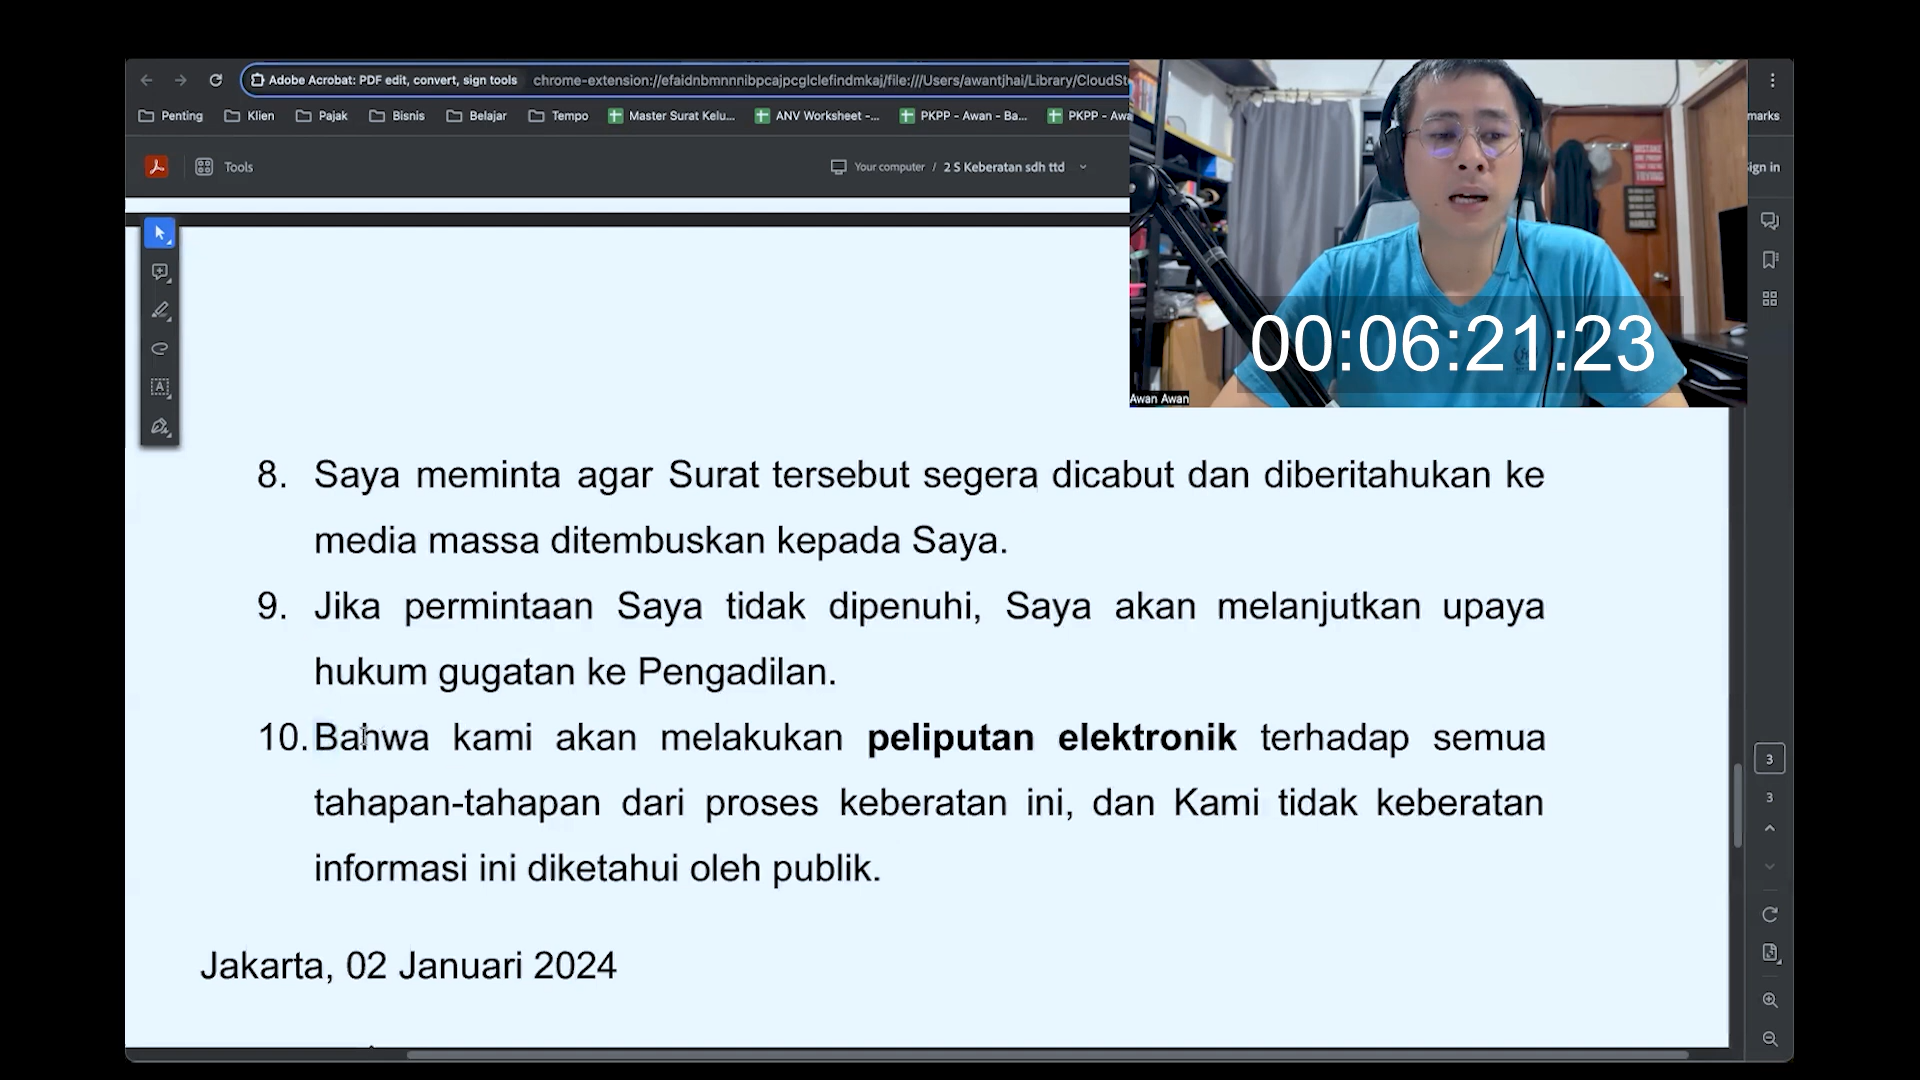 Adobe Acrobat: PDF edit, convert, sign tools chrome-extension://efaidnbmnnnibpcajpcglclefindmkaj/file:///Users/awantjhai/Library/CloudSt
Penting Klien Pajak Bisnis Belajar Tempo Master Surat Kelu... ANV Worksheet -... PKPP - Awan - Ba... PKPP - Awa marks
Tools Your computer / 2 S Keberatan sdh ttd ign in
00:06:21:23
Awan Awan
8. Saya meminta agar Surat tersebut segera dicabut dan diberitahukan ke
media massa ditembuskan kepada Saya.
9. Jika permintaan Saya tidak dipenuhi, Saya akan melanjutkan upaya
hukum gugatan ke Pengadilan.
10. Bahwa kami akan melakukan peliputan elektronik terhadap semua
tahapan-tahapan dari proses keberatan ini, dan Kami tidak keberatan
informasi ini diketahui oleh publik.
Jakarta, 02 Januari 2024
3
3